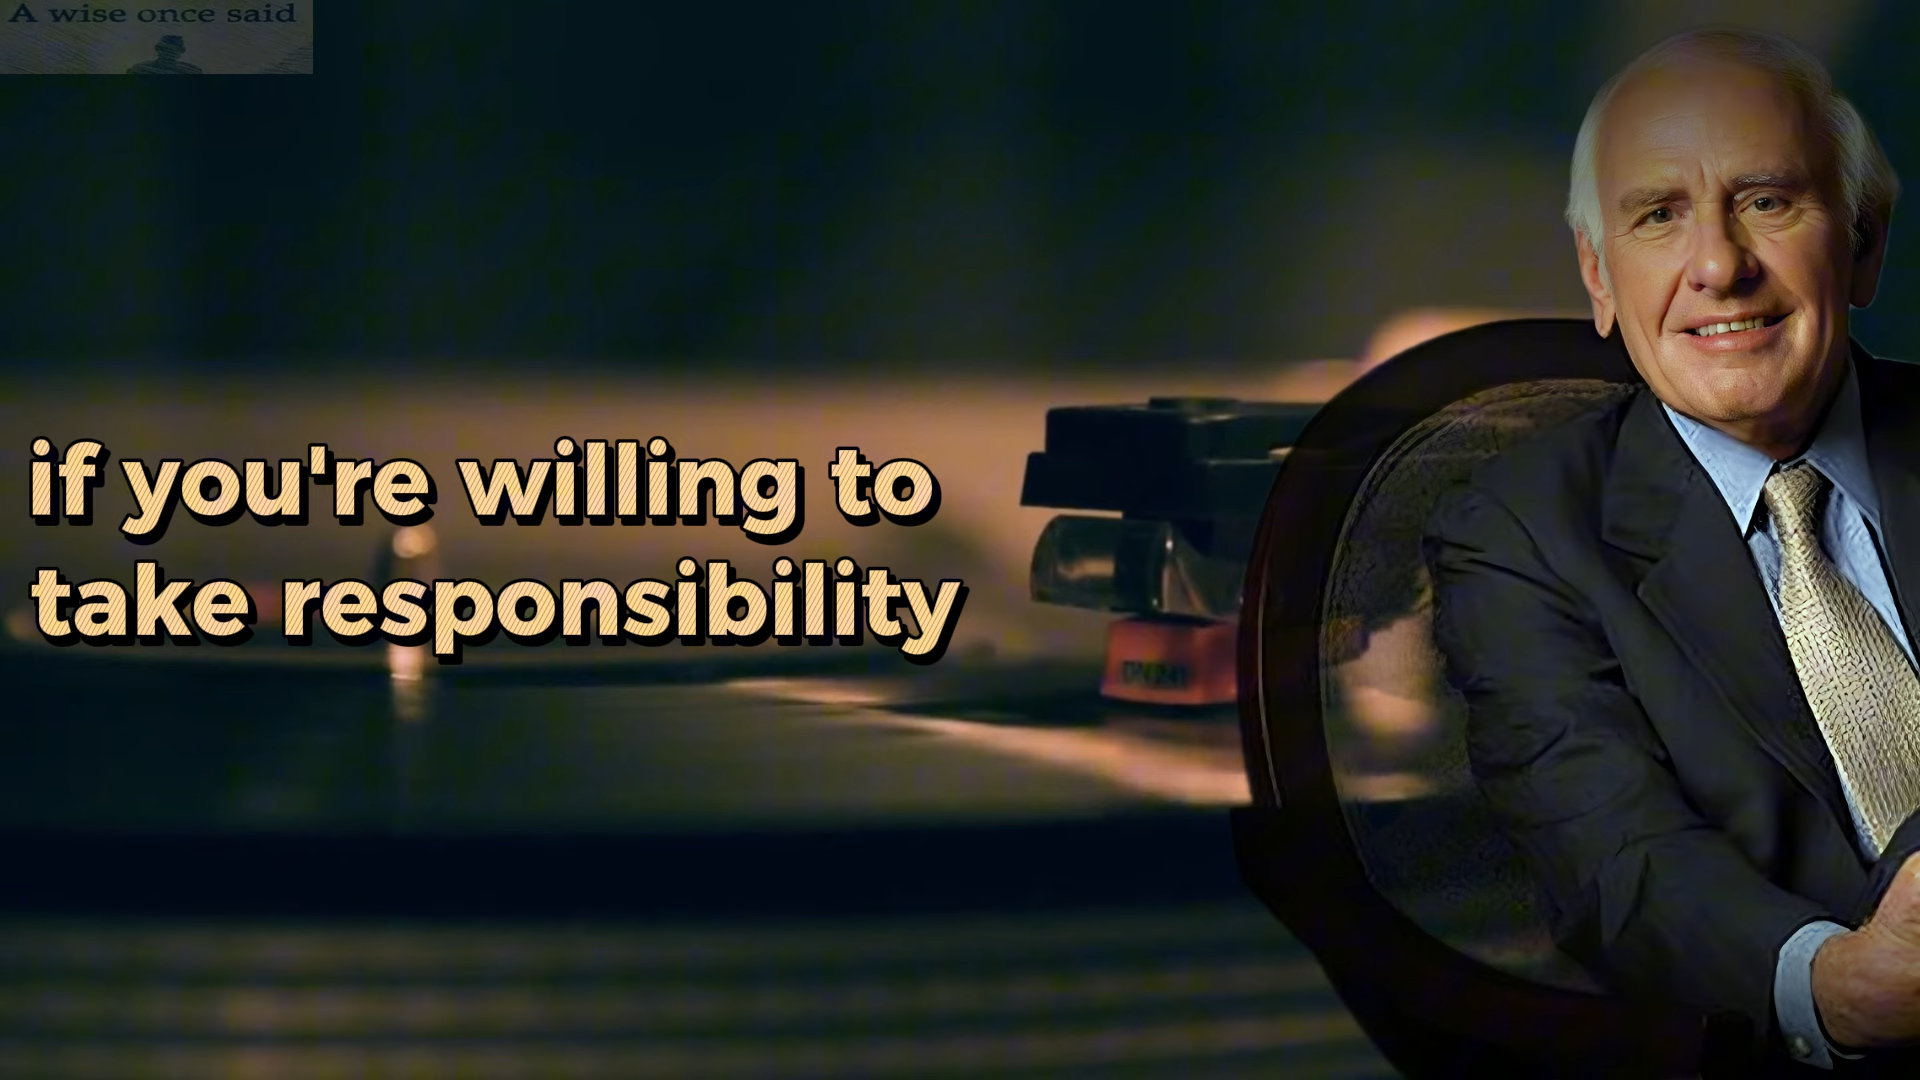 A wise once said
if you're willing to
take responsibility